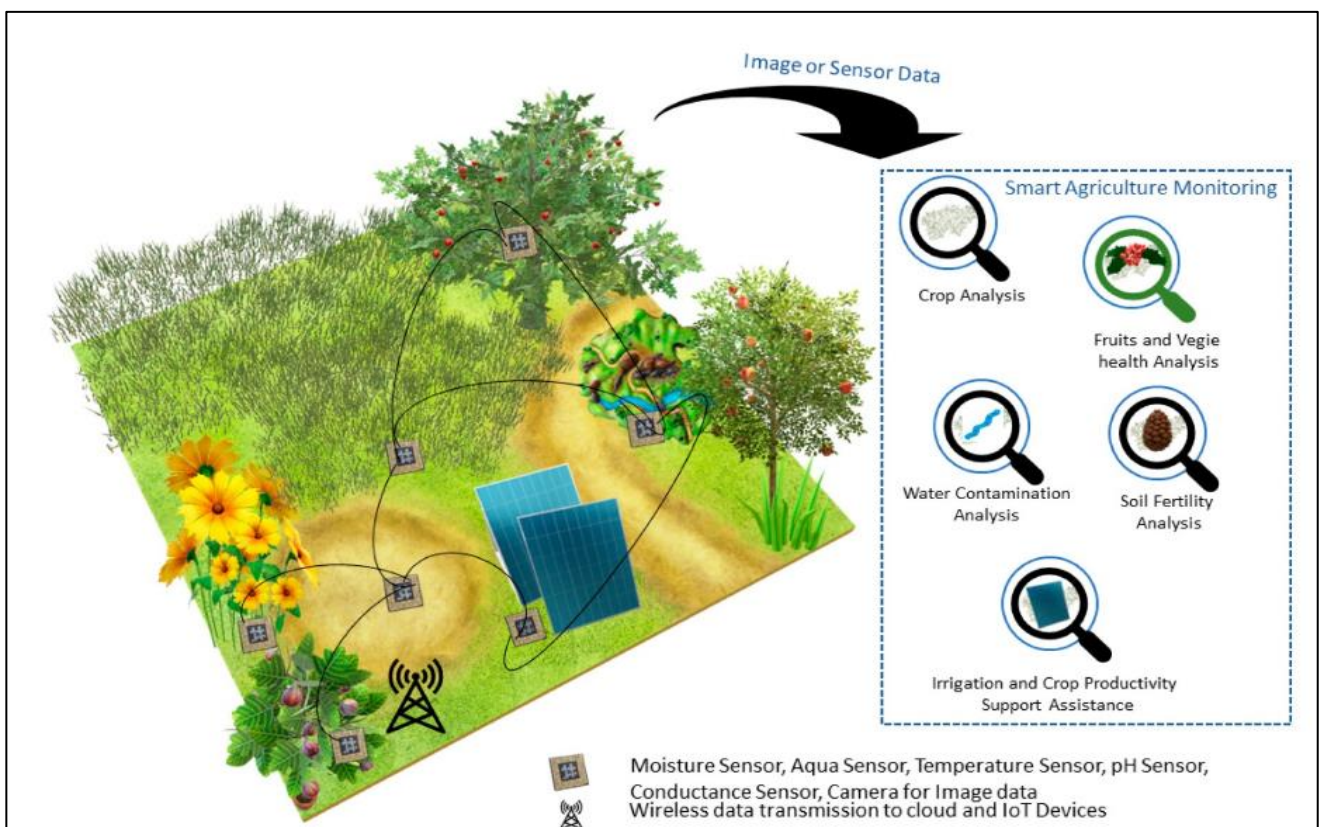 Image or Sensor Data
Smart Agriculture Monitoring
Crop Analysis
Fruits and Vegie
health Analysis
Water Contamination
Analysis
Soil Fertility
Analysis
Irrigation and Crop Productivity
Support Assistance
Moisture Sensor, Aqua Sensor, Temperature Sensor, pH Sensor,
Conductance Sensor, Camera for Image data
Wireless data transmission to cloud and IoT Devices